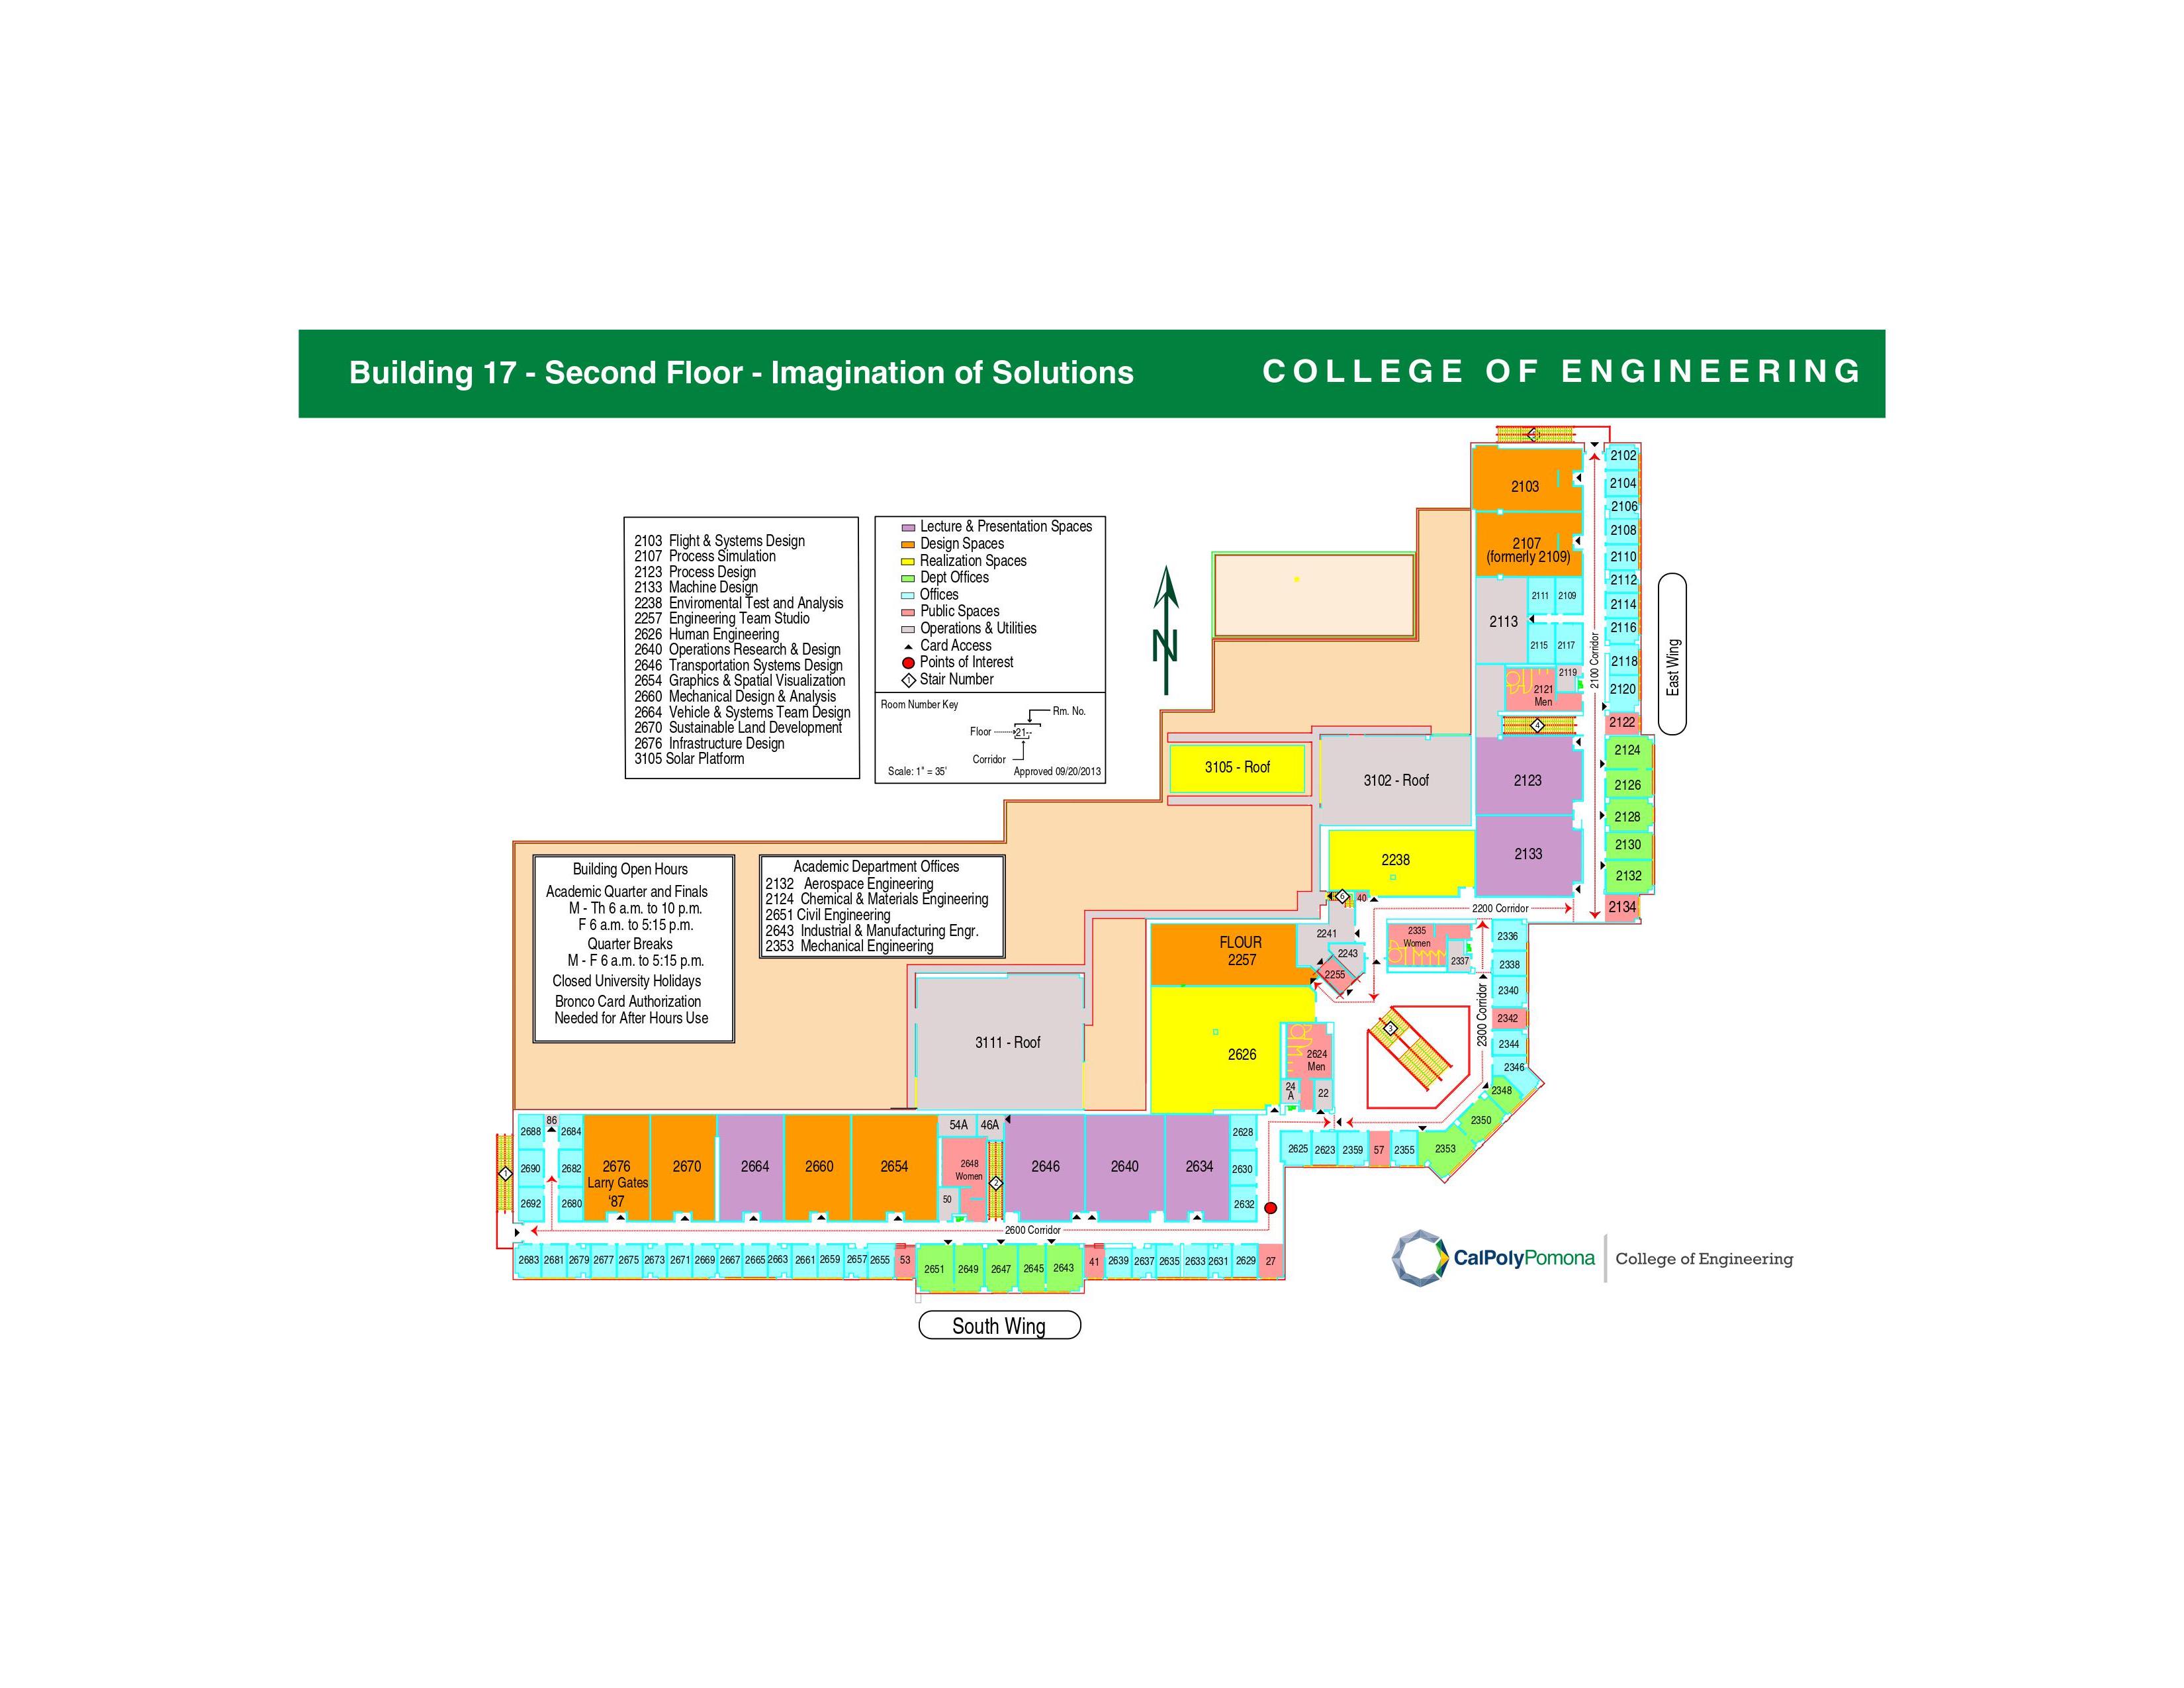 Building 17 - Second Floor - Imagination of Solutions
COLLEGE OF ENGINEERING
2103 Flight & Systems Design
2107 Process Simulation
2123 Process Design
2133 Machine Design
2238 Enviromental Test and Analysis
2257 Engineering Team Studio
2626 Human Engineering
2640 Operations Research & Design
2646 Transportation Systems Design
2654 Graphics & Spatial Visualization
2660 Mechanical Design & Analysis
2664 Vehicle & Systems Team Design
2670 Sustainable Land Development
2676 Infrastructure Design
3105 Solar Platform
Lecture & Presentation Spaces
Design Spaces
Realization Spaces
Dept Offices
Offices
Public Spaces
Operations & Utilities
Card Access
Points of Interest
1 Stair Number
Room Number Key
Rm. No.
Floor
21--
Corridor
Scale: 1" = 35'
Approved 09/20/2013
N
Building Open Hours
Academic Quarter and Finals
M - Th 6 a.m. to 10 p.m.
F 6 a.m. to 5:15 p.m.
Quarter Breaks
M - F 6 a.m. to 5:15 p.m.
Closed University Holidays
Bronco Card Authorization
Needed for After Hours Use
Academic Department Offices
2132 Aerospace Engineering
2124 Chemical & Materials Engineering
2651 Civil Engineering
2643 Industrial & Manufacturing Engr.
2353 Mechanical Engineering
2103
2107
(formerly 2109)
2113
2111
2109
2115
2117
2119
2121
Men
4
2123
2133
2100 Corridor
2102
2104
2106
2108
2110
2112
2114
2116
2118
2120
2122
2124
2126
2128
2130
2132
2134
East Wing
3105 - Roof
3102 - Roof
2238
6
40
2200 Corridor
2241
2243
2255
FLOUR
2257
2335
Women
2337
2336
2338
2340
2342
2344
2346
2348
2350
2353
2300 Corridor
3
3111 - Roof
2626
2624
Men
24
A
22
2625
2623
2359
57
2355
1
2688
86
2684
2690
2682
2692
2680
2676
Larry Gates
‘87
2670
2664
2660
2654
54A
46A
2648
Women
50
2
2646
2640
2634
2628
2630
2632
2600 Corridor
2683
2681
2679
2677
2675
2673
2671
2669
2667
2665
2663
2661
2659
2657
2655
53
2651
2649
2647
2645
2643
41
2639
2637
2635
2633
2631
2629
27
South Wing
CalPolyPomona
College of Engineering